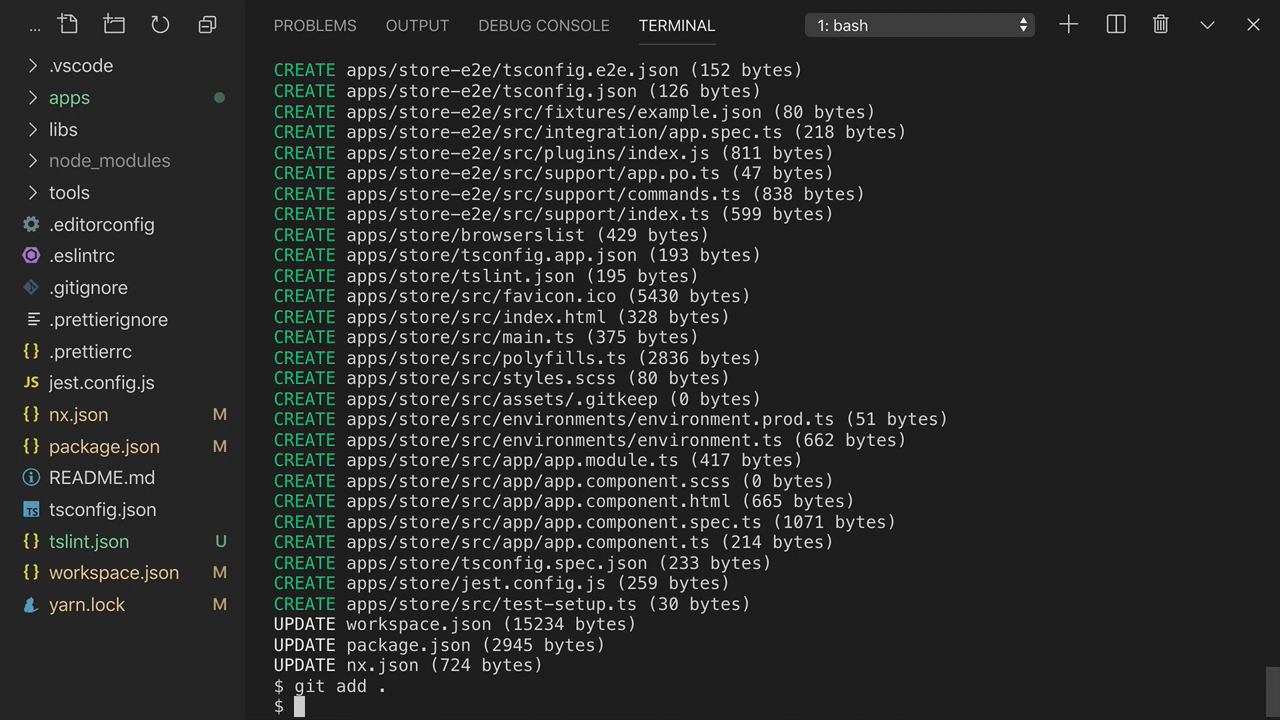 ...
PROBLEMS OUTPUT DEBUG CONSOLE TERMINAL 1: bash
.vscode
apps
libs
node_modules
tools
.editorconfig
.eslintrc
.gitignore
.prettierignore
{} .prettierrc
JS jest.config.js
{} nx.json M
{} package.json M
README.md
TS tsconfig.json
{} tslint.json U
{} workspace.json M
yarn.lock M
CREATE apps/store-e2e/tsconfig.e2e.json (152 bytes)
CREATE apps/store-e2e/tsconfig.json (126 bytes)
CREATE apps/store-e2e/src/fixtures/example.json (80 bytes)
CREATE apps/store-e2e/src/integration/app.spec.ts (218 bytes)
CREATE apps/store-e2e/src/plugins/index.js (811 bytes)
CREATE apps/store-e2e/src/support/app.po.ts (47 bytes)
CREATE apps/store-e2e/src/support/commands.ts (838 bytes)
CREATE apps/store-e2e/src/support/index.ts (599 bytes)
CREATE apps/store/browserslist (429 bytes)
CREATE apps/store/tsconfig.app.json (193 bytes)
CREATE apps/store/tslint.json (195 bytes)
CREATE apps/store/src/favicon.ico (5430 bytes)
CREATE apps/store/src/index.html (328 bytes)
CREATE apps/store/src/main.ts (375 bytes)
CREATE apps/store/src/polyfills.ts (2836 bytes)
CREATE apps/store/src/styles.scss (80 bytes)
CREATE apps/store/src/assets/.gitkeep (0 bytes)
CREATE apps/store/src/environments/environment.prod.ts (51 bytes)
CREATE apps/store/src/environments/environment.ts (662 bytes)
CREATE apps/store/src/app/app.module.ts (417 bytes)
CREATE apps/store/src/app/app.component.scss (0 bytes)
CREATE apps/store/src/app/app.component.html (665 bytes)
CREATE apps/store/src/app/app.component.spec.ts (1071 bytes)
CREATE apps/store/src/app/app.component.ts (214 bytes)
CREATE apps/store/tsconfig.spec.json (233 bytes)
CREATE apps/store/jest.config.js (259 bytes)
CREATE apps/store/src/test-setup.ts (30 bytes)
UPDATE workspace.json (15234 bytes)
UPDATE package.json (2945 bytes)
UPDATE nx.json (724 bytes)
$ git add .
$